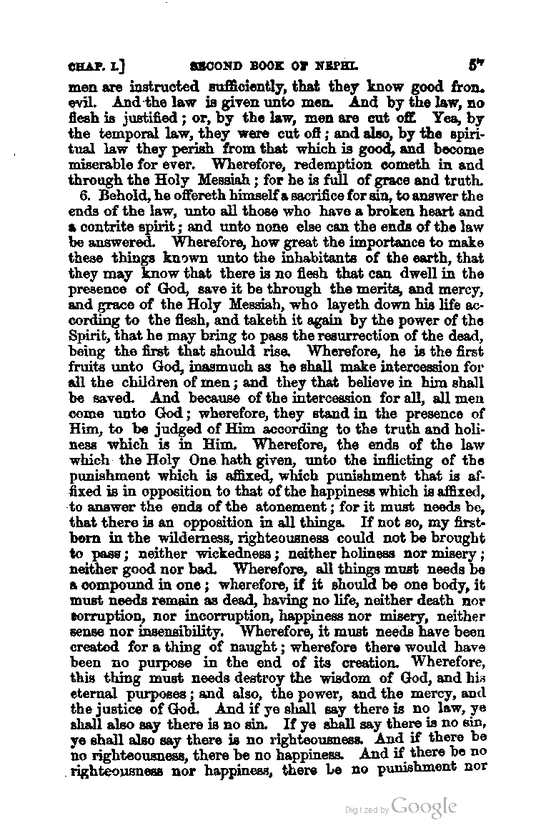 CHAP. I.] SECOND BOOK OF NEPHI. 57
men are instructed sufficiently, that they know good from
evil. And the law is given unto men. And by the law, no
flesh is justified; or, by the law, men are cut off. Yea, by
the temporal law, they were cut off; and also, by the spiri-
tual law they perish from that which is good, and become
miserable for ever. Wherefore, redemption cometh in and
through the Holy Messiah; for he is full of grace and truth.
6. Behold, he offereth himself a sacrifice for sin, to answer the
ends of the law, unto all those who have a broken heart and
a contrite spirit; and unto none else can the ends of the law
be answered. Wherefore, how great the importance to make
these things known unto the inhabitants of the earth, that
they may know that there is no flesh that can dwell in the
presence of God, save it be through the merits, and mercy,
and grace of the Holy Messiah, who layeth down his life ac-
cording to the flesh, and taketh it again by the power of the
Spirit, that he may bring to pass the resurrection of the dead,
being the first that should rise. Wherefore, he is the first
fruits unto God, inasmuch as he shall make intercession for
all the children of men; and they that believe in him shall
be saved. And because of the intercession for all, all men
come unto God; wherefore, they stand in the presence of
Him, to be judged of Him according to the truth and holi-
ness which is in Him. Wherefore, the ends of the law
which the Holy One hath given, unto the inflicting of the
punishment which is affixed, which punishment that is af-
fixed is in opposition to that of the happiness which is affixed,
to answer the ends of the atonement; for it must needs be,
that there is an opposition in all things. If not so, my first-
born in the wilderness, righteousness could not be brought
to pass; neither wickedness; neither holiness nor misery;
neither good nor bad. Wherefore, all things must needs be
a compound in one; wherefore, if it should be one body, it
must needs remain as dead, having no life, neither death nor
corruption, nor incorruption, happiness nor misery, neither
sense nor insensibility. Wherefore, it must needs have been
created for a thing of naught; wherefore there would have
been no purpose in the end of its creation. Wherefore,
this thing must needs destroy the wisdom of God, and his
eternal purposes; and also, the power, and the mercy, and
the justice of God. And if ye shall say there is no law, ye
shall also say there is no sin. If ye shall say there is no sin,
ye shall also say there is no righteousness. And if there be
no righteousness, there be no happiness. And if there be no
righteousness nor happiness, there be no punishment nor
Digitized by Google